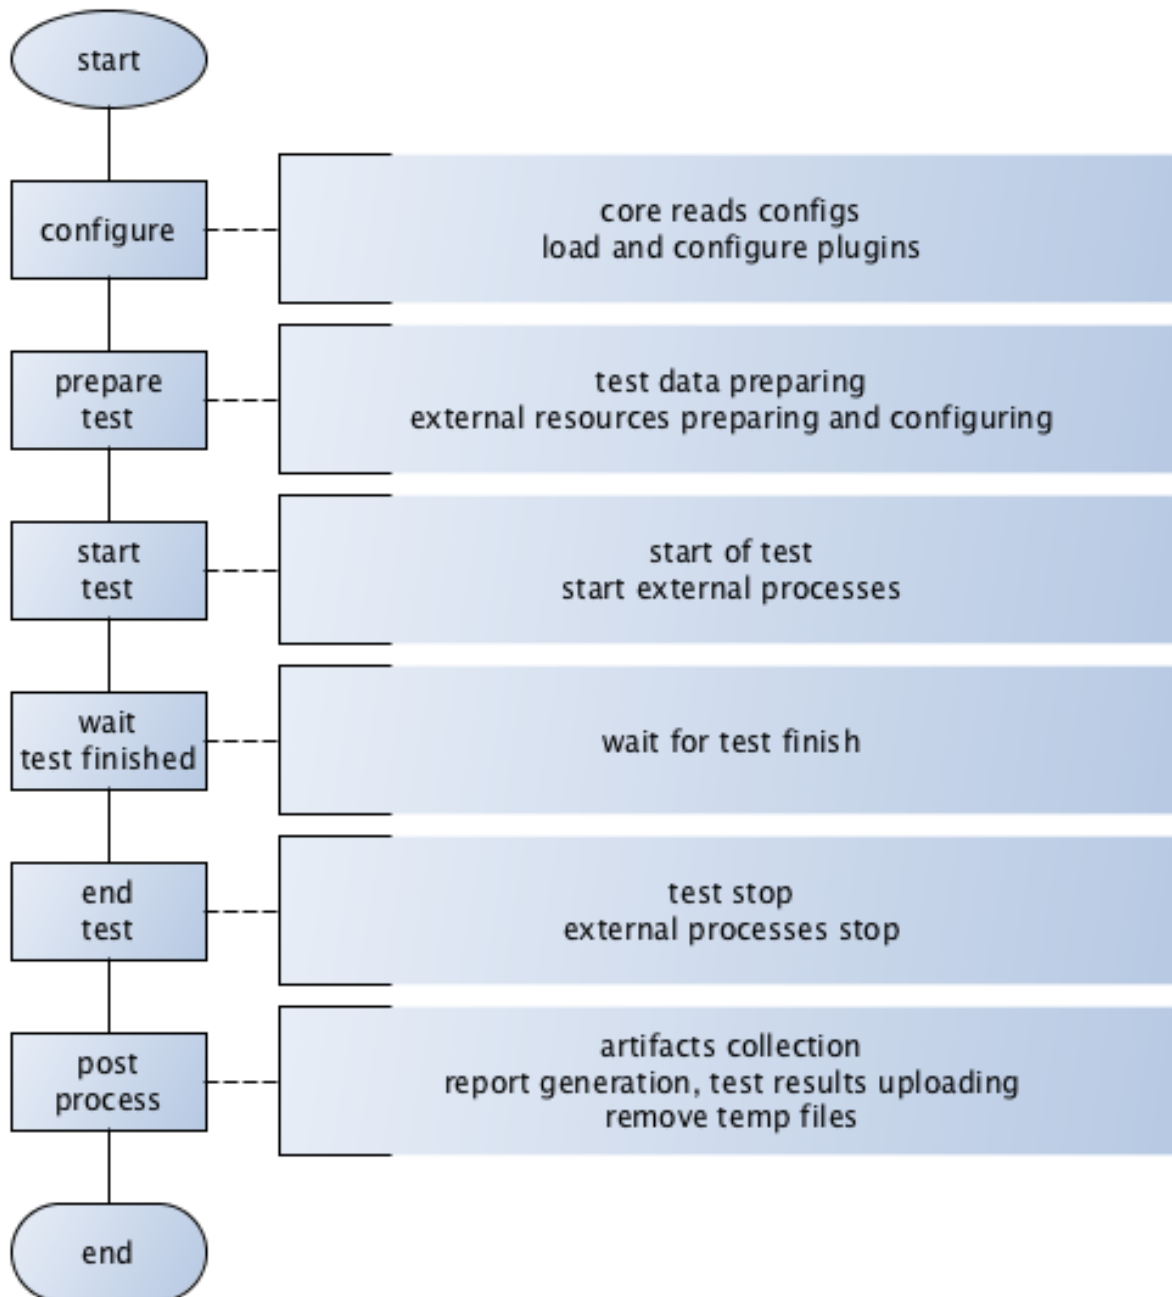 start
configure
core reads configs
load and configure plugins
prepare
test
test data preparing
external resources preparing and configuring
start
test
start of test
start external processes
wait
test finished
wait for test finish
end
test
test stop
external processes stop
post
process
artifacts collection
report generation, test results uploading
remove temp files
end